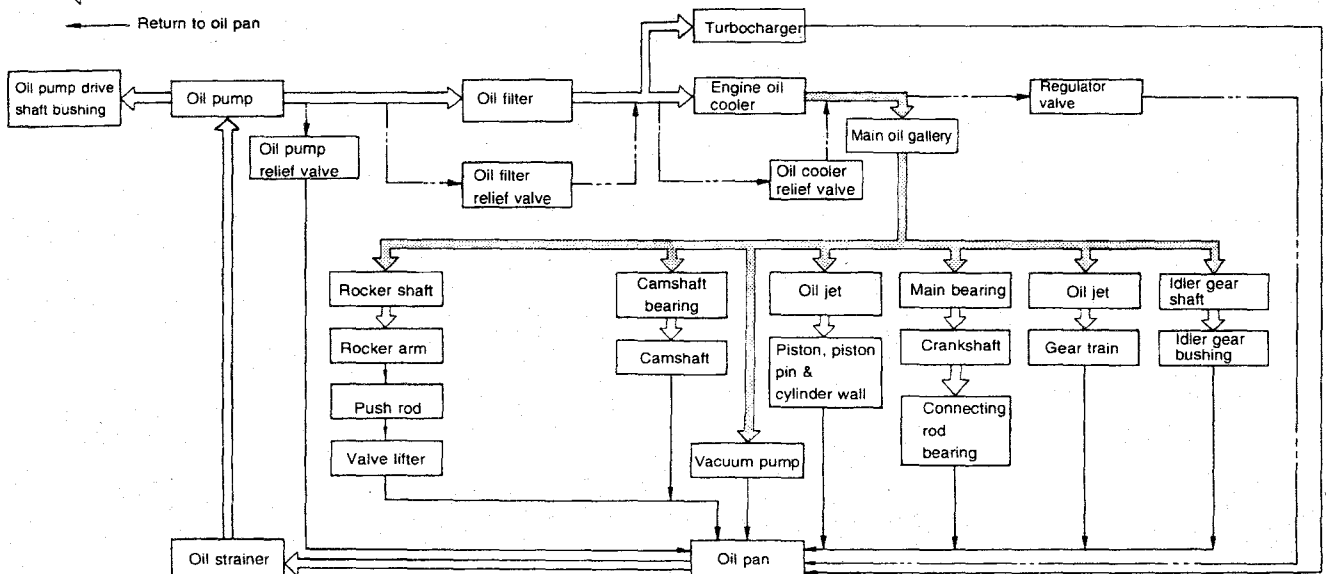 Return to oil pan
Turbocharger
Oil pump drive
shaft bushing
Oil pump
Oil filter
Engine oil
cooler
Regulator
valve
Main oil gallery
Oil pump
relief valve
Oil filter
relief valve
Oil cooler
relief valve
Rocker shaft
Camshaft
bearing
Oil jet
Main bearing
Oil jet
Idler gear
shaft
Rocker arm
Camshaft
Piston, piston
pin &
cylinder wall
Crankshaft
Gear train
Idler gear
bushing
Push rod
Connecting
rod
bearing
Valve lifter
Vacuum pump
Oil strainer
Oil pan